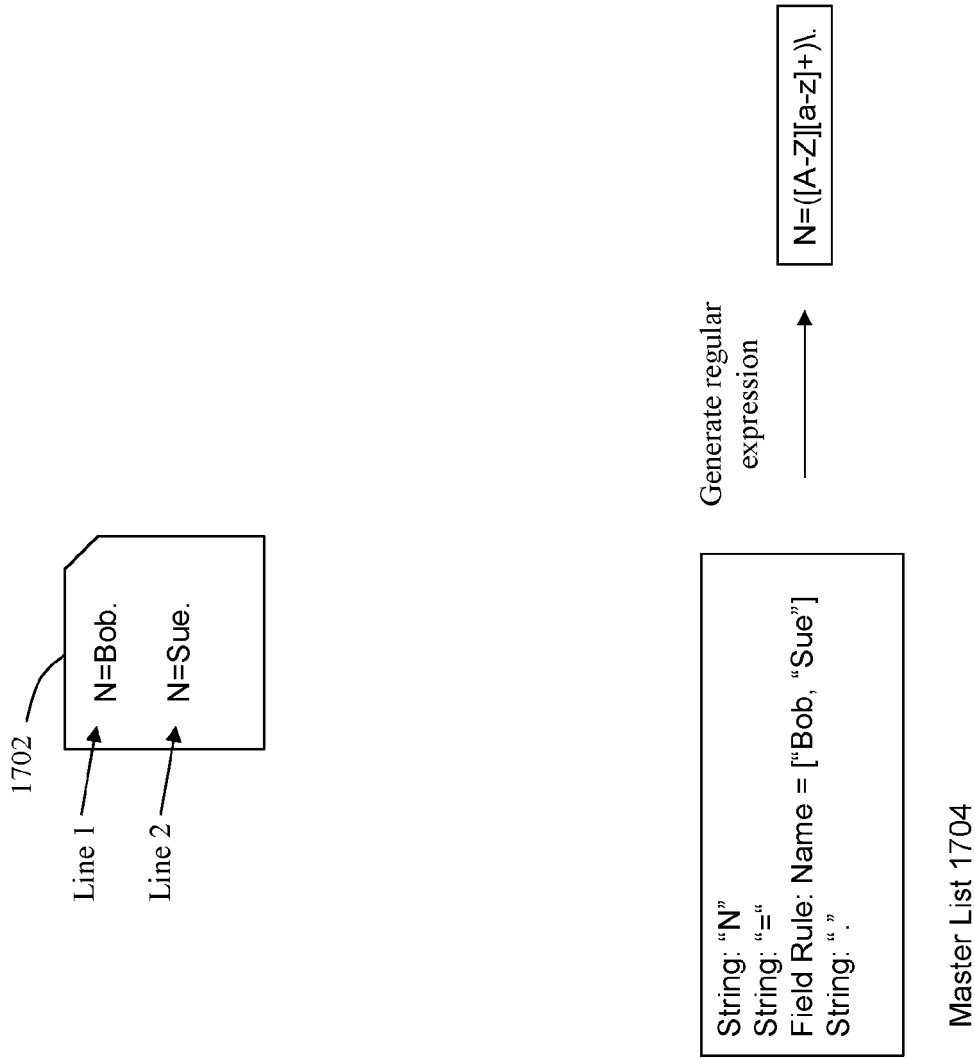 1702
Line 1
N=Bob.
Line 2
N=Sue.
String: “N”
String: “=“
Field Rule: Name = [“Bob, “Sue”]
String: “.”
Master List 1704
Generate regular
expression
N=([A-Z][a-z]+)\.